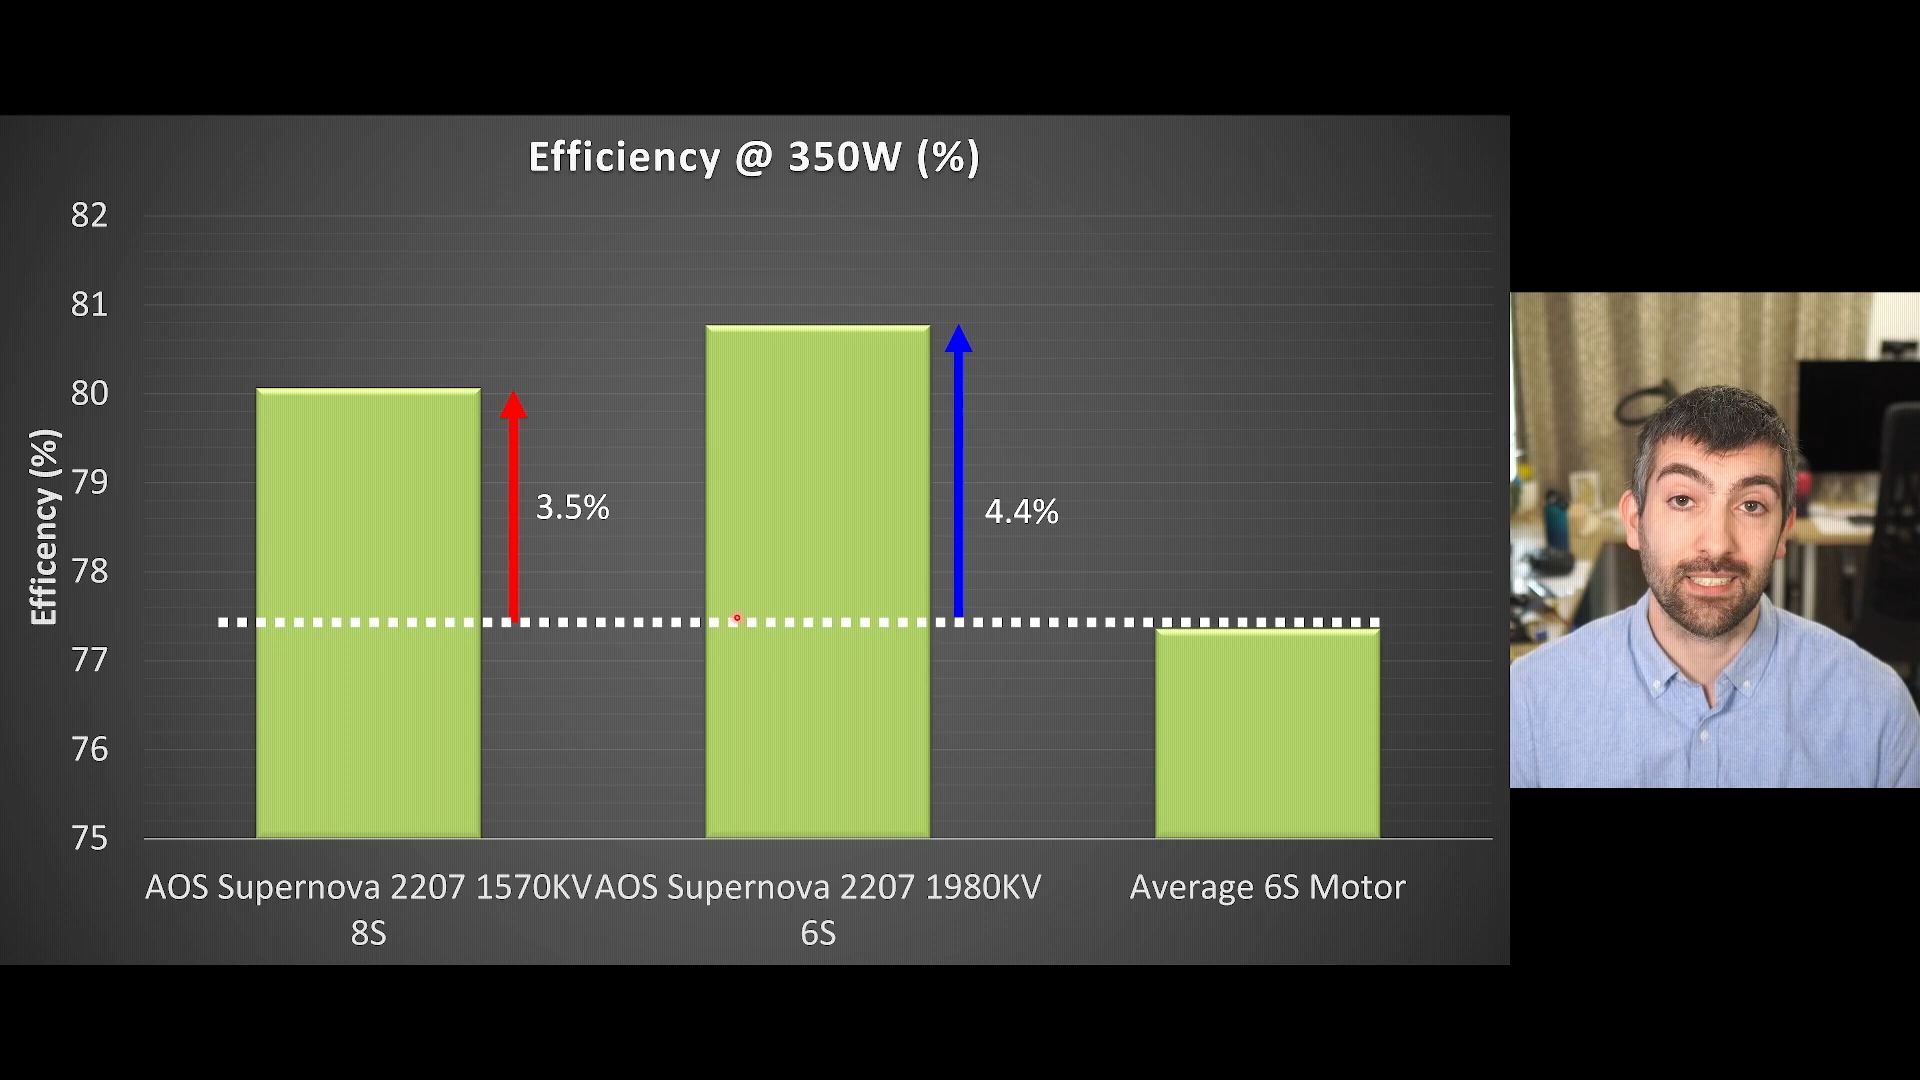 Efficiency @ 350W (%)
82
81
80
79
78
77
76
75
Efficency (%)
3.5%
4.4%
AOS Supernova 2207 1570KV
8S
AOS Supernova 2207 1980KV
6S
Average 6S Motor